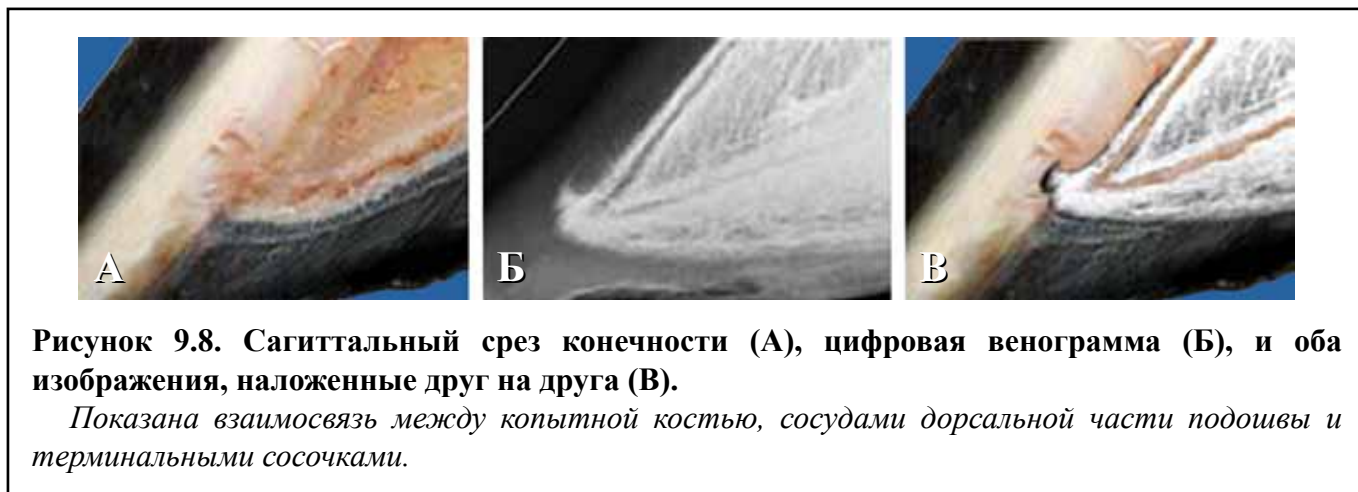 А Б В
Рисунок 9.8. Сагиттальный срез конечности (А), цифровая венограмма (Б), и оба
изображения, наложенные друг на друга (В).
Показана взаимосвязь между копытной костью, сосудами дорсальной части подошвы и
терминальными сосочками.